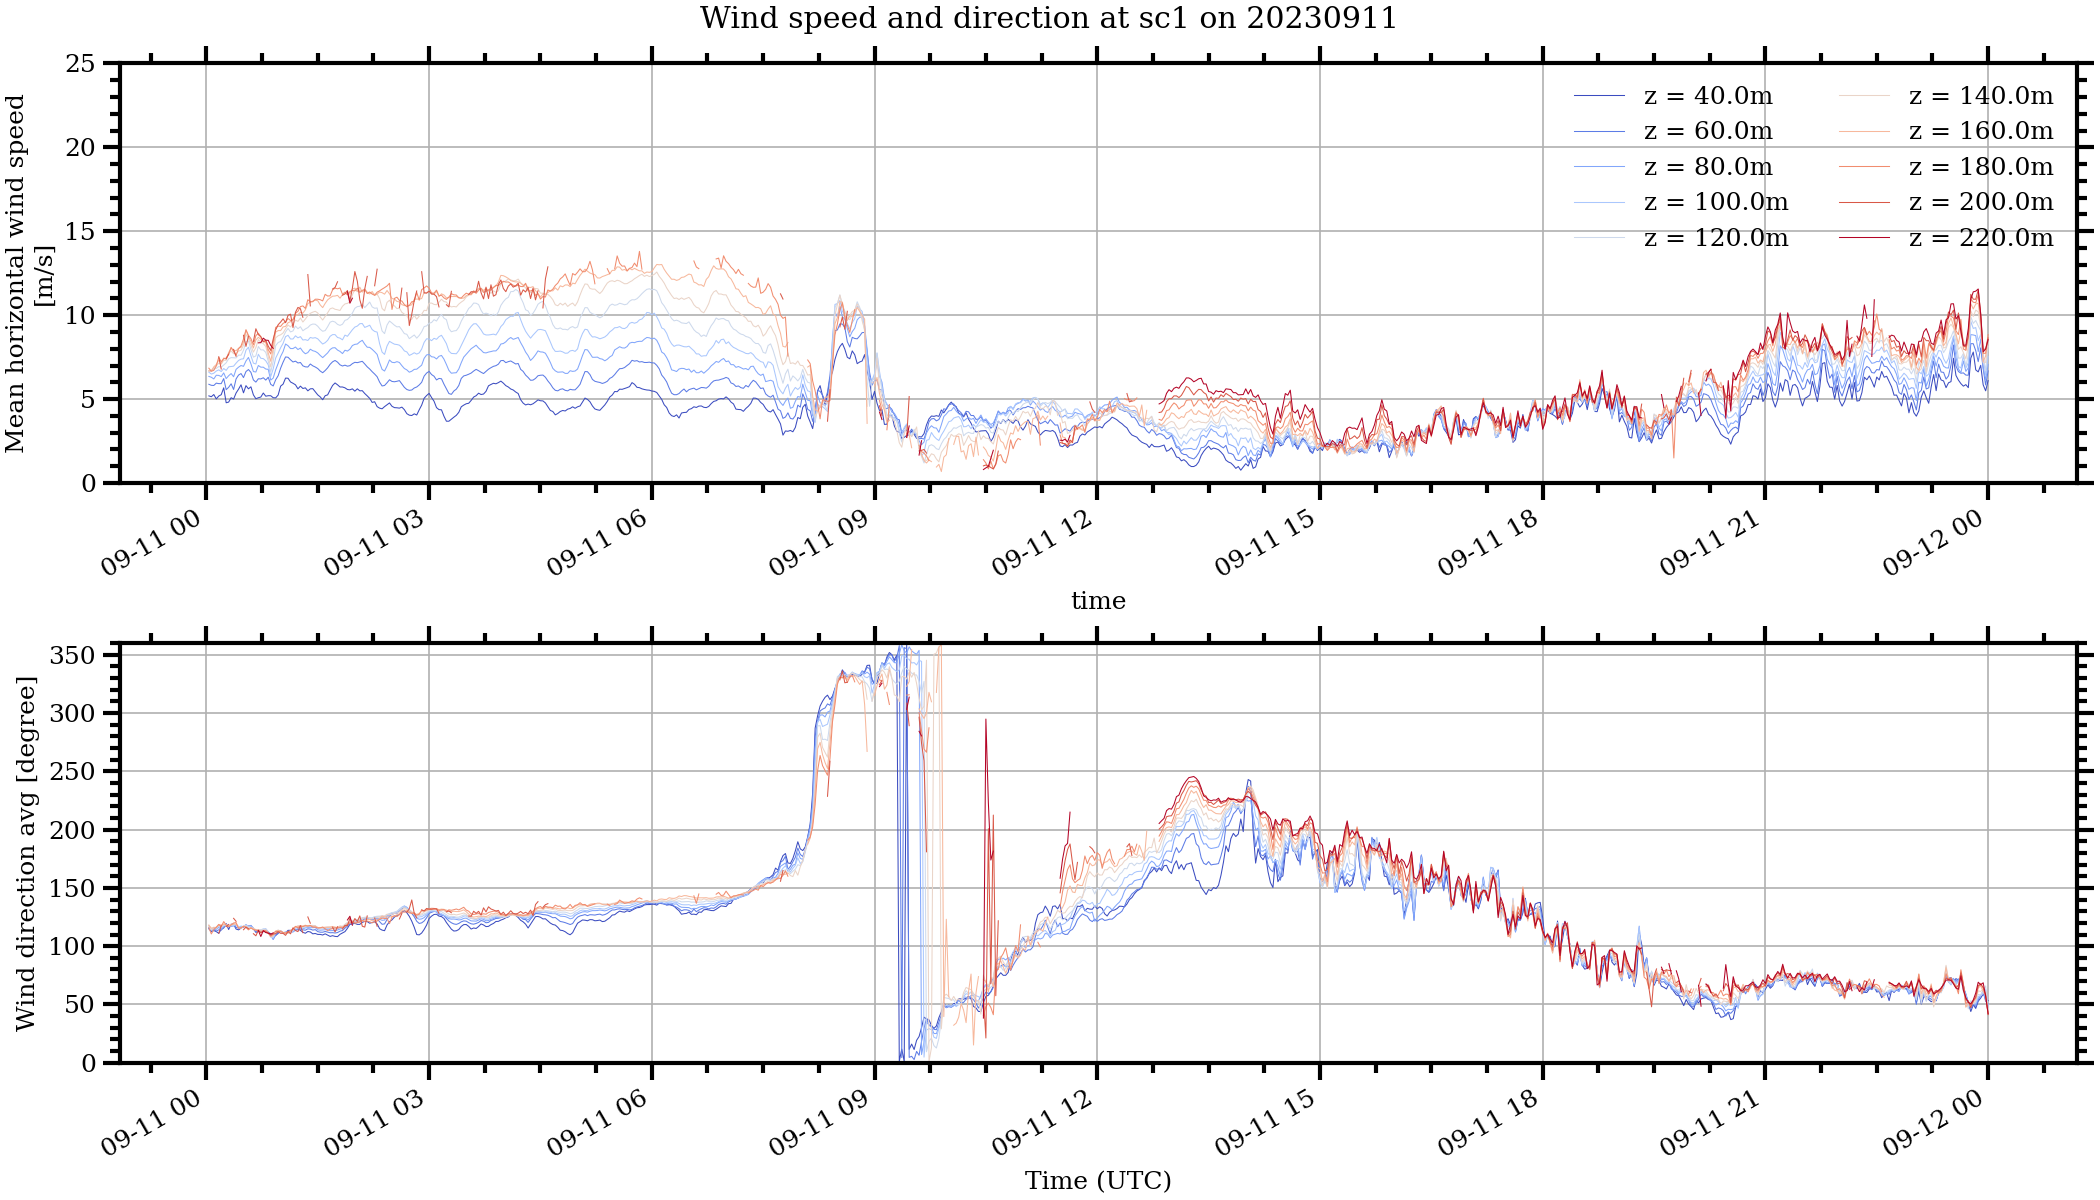 Wind speed and direction at sc1 on 20230911
Mean horizontal wind speed
[m/s]
25
20
15
10
5
0
z = 40.0m
z = 60.0m
z = 80.0m
z = 100.0m
z = 120.0m
z = 140.0m
z = 160.0m
z = 180.0m
z = 200.0m
z = 220.0m
09-11 00
09-11 03
09-11 06
09-11 09
09-11 12
09-11 15
09-11 18
09-11 21
09-12 00
time
Wind direction avg [degree]
350
300
250
200
150
100
50
0
09-11 00
09-11 03
09-11 06
09-11 09
09-11 12
09-11 15
09-11 18
09-11 21
09-12 00
Time (UTC)